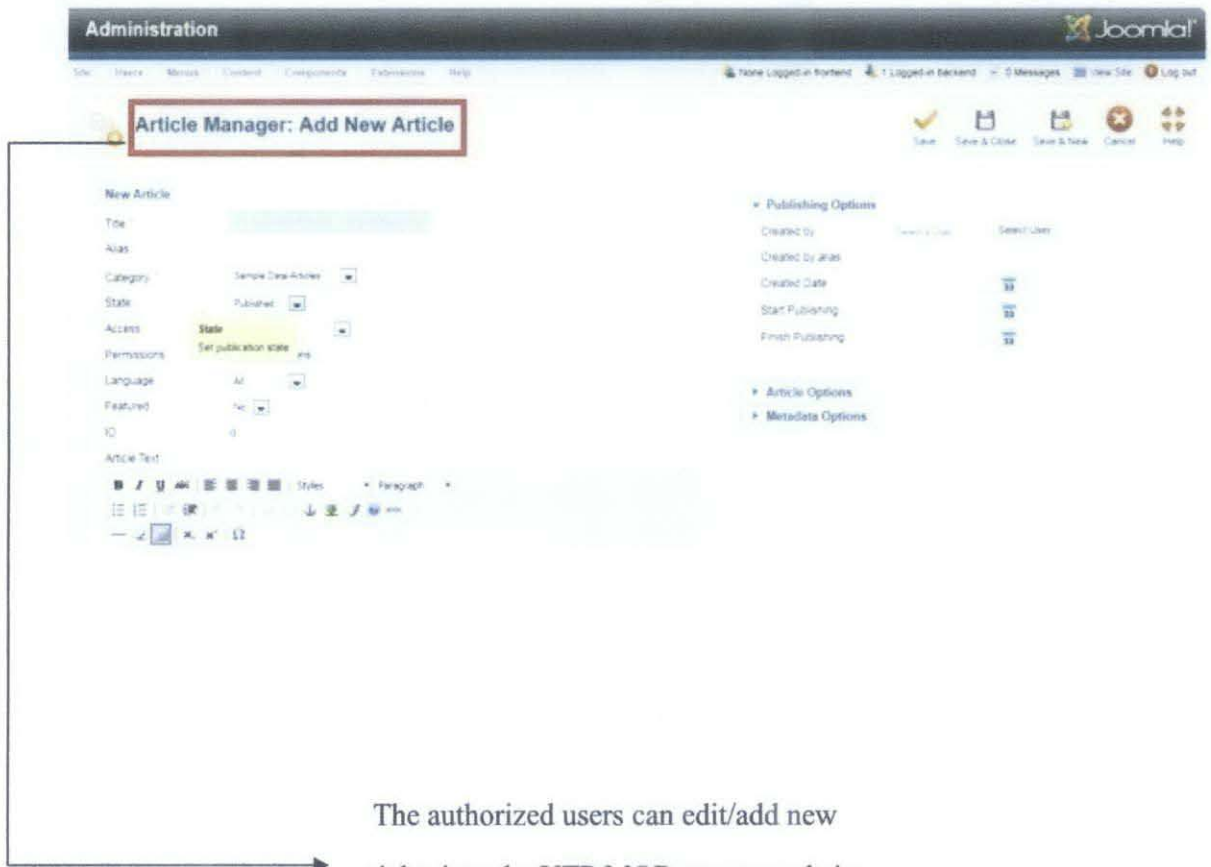 Administration
Joomla!
Site Users Menus Content Components Extensions Help
None Logged-in frontend 1 Logged-in backend 0 Messages View Site Log out
Article Manager: Add New Article
Save Save & Close Save & New Cancel Help
New Article
Title
Alias
Category Sample Data-Articles
State Published
Access
State
Set publication state
Permissions
Language All
Featured No
ID 0
Article Text
B I U ABC Styles Paragraph
Publishing Options
Created by Select a User Select User
Created by alias
Created Date
Start Publishing
Finish Publishing
Article Options
Metadata Options
The authorized users can edit/add new